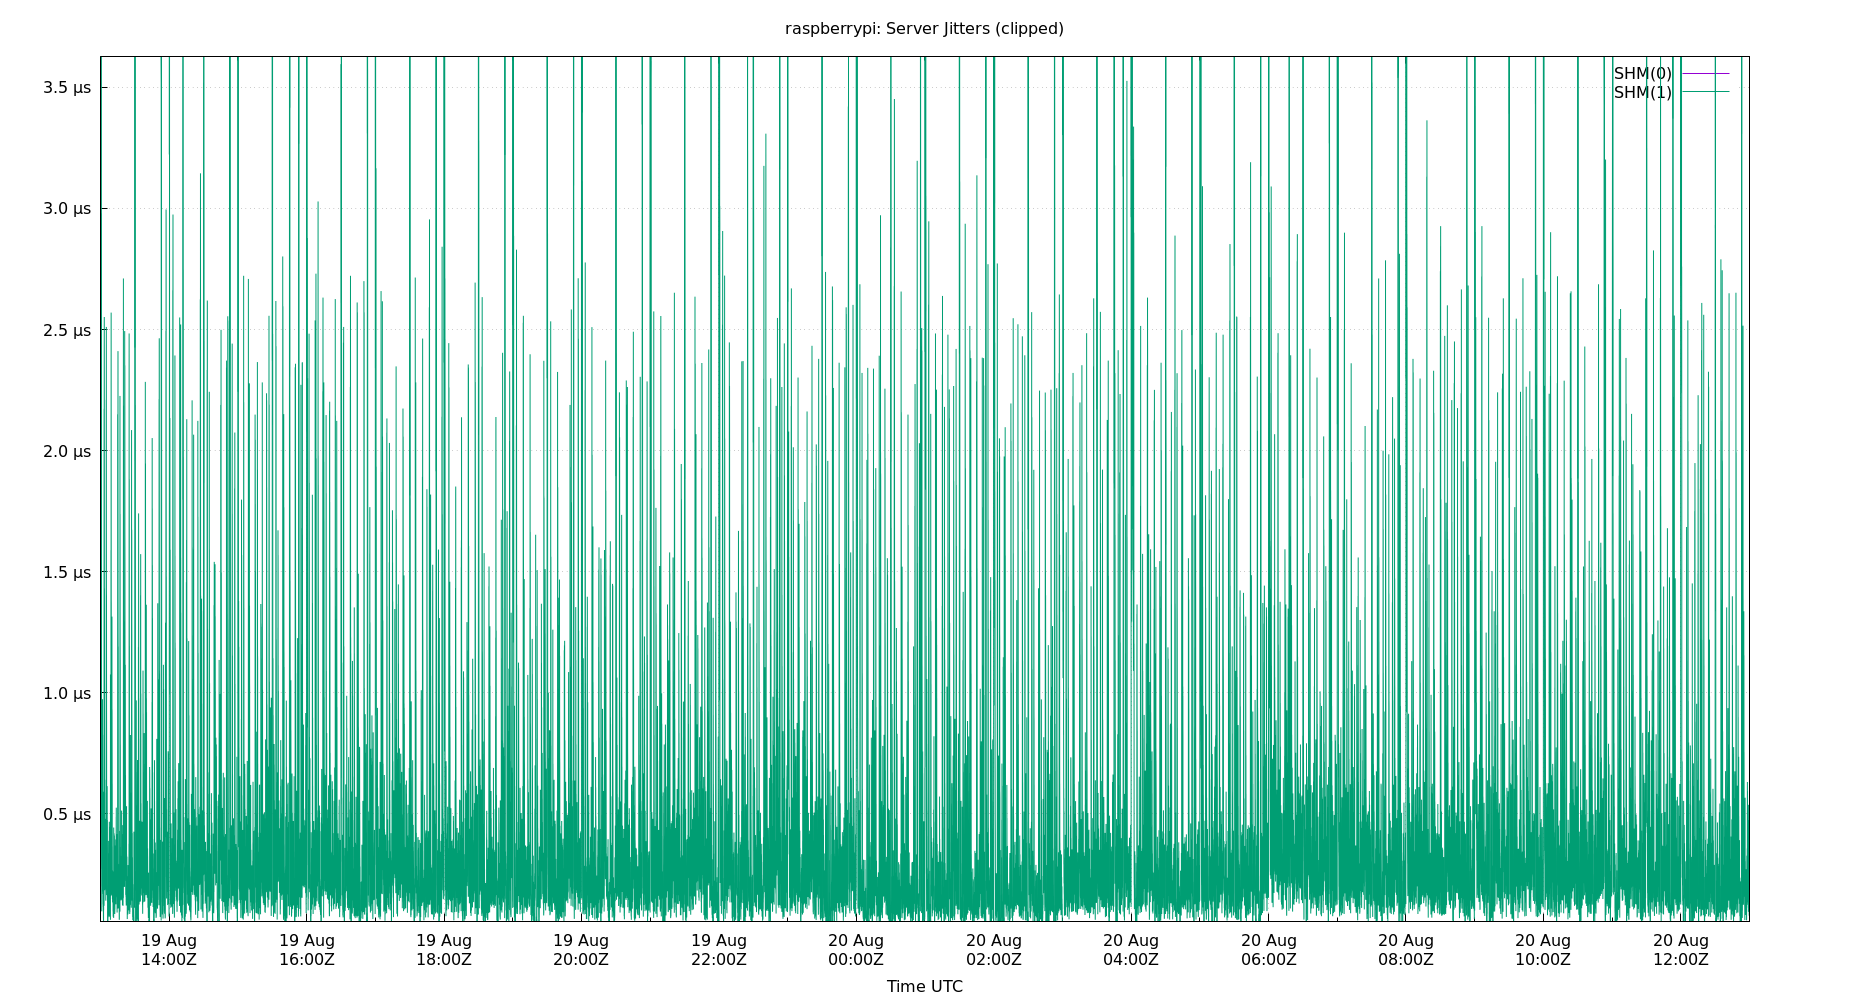 raspberrypi: Server Jitters (clipped)
SHM(0)
SHM(1)
3.5 µs
3.0 µs
2.5 µs
2.0 µs
1.5 µs
1.0 µs
0.5 µs
19 Aug 19 Aug 19 Aug 19 Aug 19 Aug 20 Aug 20 Aug 20 Aug 20 Aug 20 Aug 20 Aug 20 Aug
14:00Z 16:00Z 18:00Z 20:00Z 22:00Z 00:00Z 02:00Z 04:00Z 06:00Z 08:00Z 10:00Z 12:00Z
Time UTC